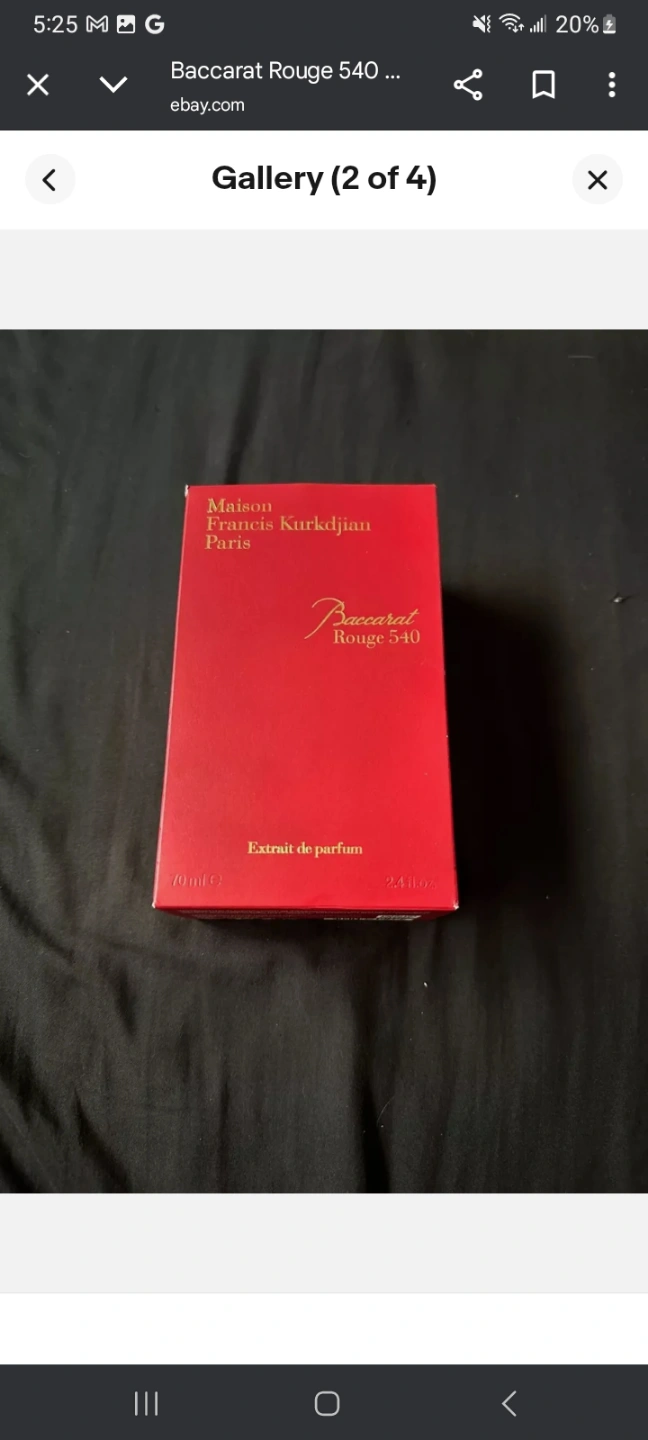 5:25
20%
Baccarat Rouge 540 ...
ebay.com
Gallery (2 of 4)
Maison
Francis Kurkdjian
Paris
Baccarat
Rouge 540
Extrait de parfum
70 ml ℮ 2.4 fl.oz